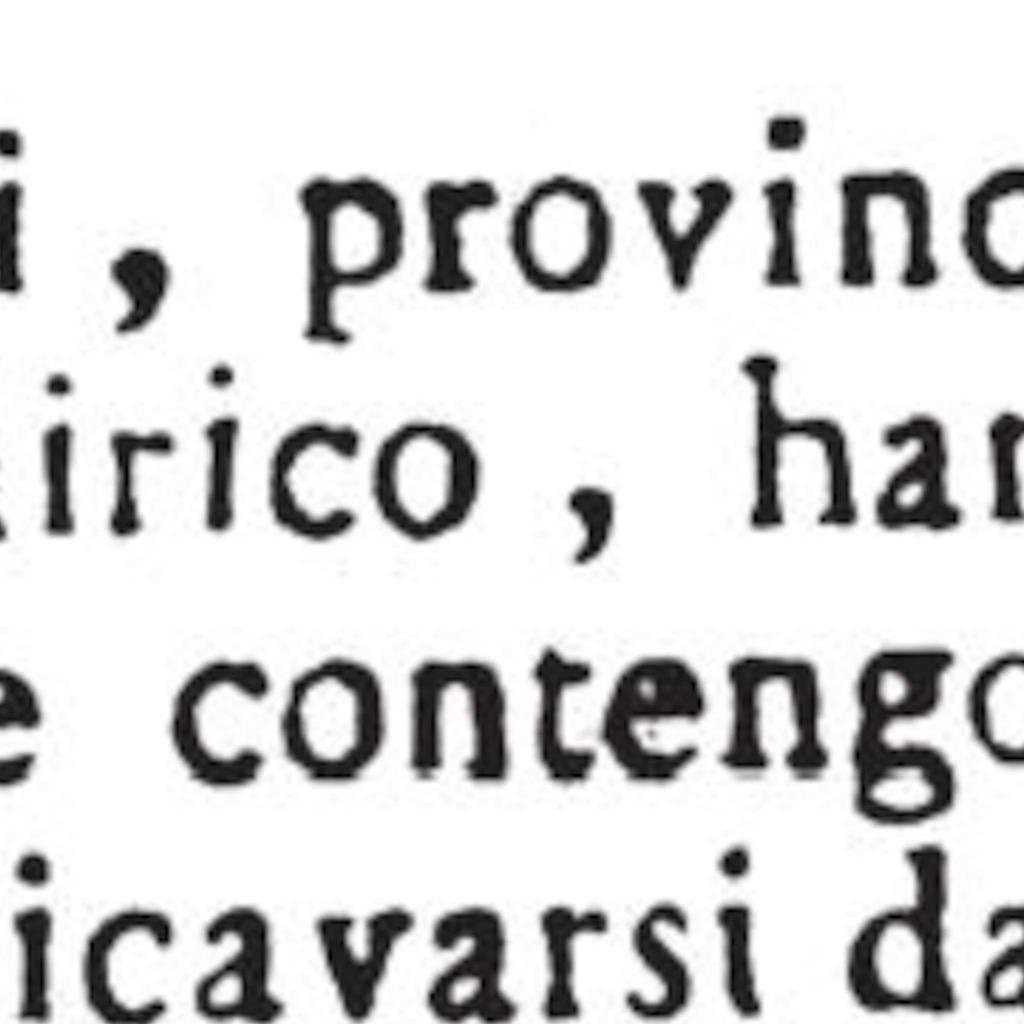 i, provinc
irico, han
e contengo
icavarsi da